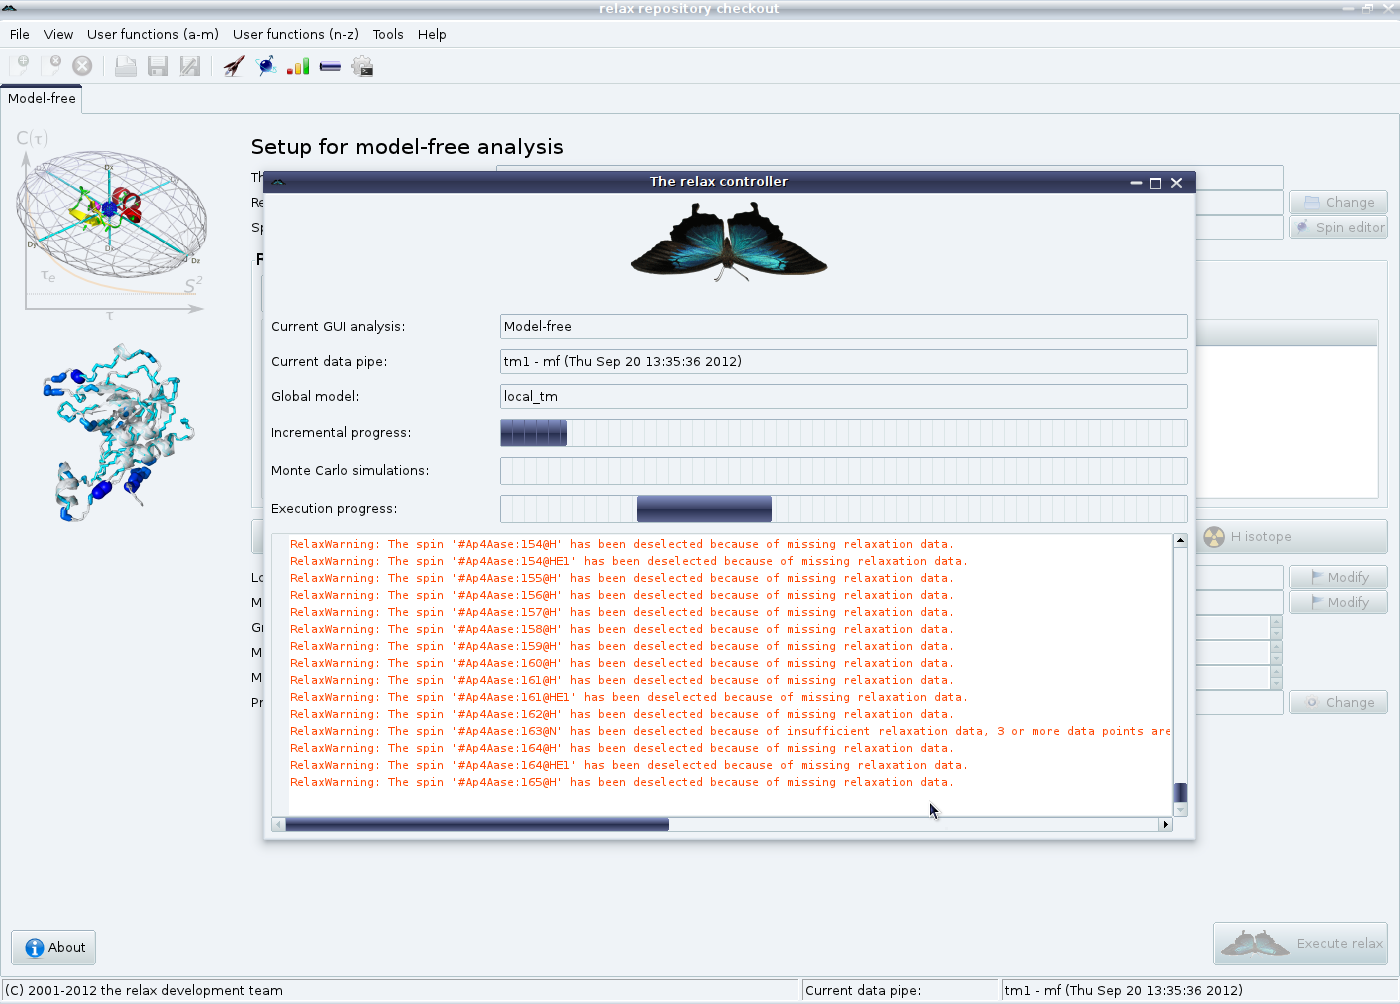 relax repository checkout
File View User functions (a-m) User functions (n-z) Tools Help
Model-free
C(τ)
Dx
Dy
Dz
τe
S²
τ
Setup for model-free analysis
Th
Re
Change
Sp
Spin editor
The relax controller
Current GUI analysis: Model-free
Current data pipe: tm1 - mf (Thu Sep 20 13:35:36 2012)
Global model: local_tm
Incremental progress:
Monte Carlo simulations:
Execution progress:
RelaxWarning: The spin '#Ap4Aase:154@H' has been deselected because of missing relaxation data.
RelaxWarning: The spin '#Ap4Aase:154@HE1' has been deselected because of missing relaxation data.
RelaxWarning: The spin '#Ap4Aase:155@H' has been deselected because of missing relaxation data.
RelaxWarning: The spin '#Ap4Aase:156@H' has been deselected because of missing relaxation data.
RelaxWarning: The spin '#Ap4Aase:157@H' has been deselected because of missing relaxation data.
RelaxWarning: The spin '#Ap4Aase:158@H' has been deselected because of missing relaxation data.
RelaxWarning: The spin '#Ap4Aase:159@H' has been deselected because of missing relaxation data.
RelaxWarning: The spin '#Ap4Aase:160@H' has been deselected because of missing relaxation data.
RelaxWarning: The spin '#Ap4Aase:161@H' has been deselected because of missing relaxation data.
RelaxWarning: The spin '#Ap4Aase:161@HE1' has been deselected because of missing relaxation data.
RelaxWarning: The spin '#Ap4Aase:162@H' has been deselected because of missing relaxation data.
RelaxWarning: The spin '#Ap4Aase:163@N' has been deselected because of insufficient relaxation data, 3 or more data points are
RelaxWarning: The spin '#Ap4Aase:164@H' has been deselected because of missing relaxation data.
RelaxWarning: The spin '#Ap4Aase:164@HE1' has been deselected because of missing relaxation data.
RelaxWarning: The spin '#Ap4Aase:165@H' has been deselected because of missing relaxation data.
H isotope
Lo
Modify
M
Modify
Gr
M
M
Pr
Change
About
Execute relax
(C) 2001-2012 the relax development team
Current data pipe:
tm1 - mf (Thu Sep 20 13:35:36 2012)